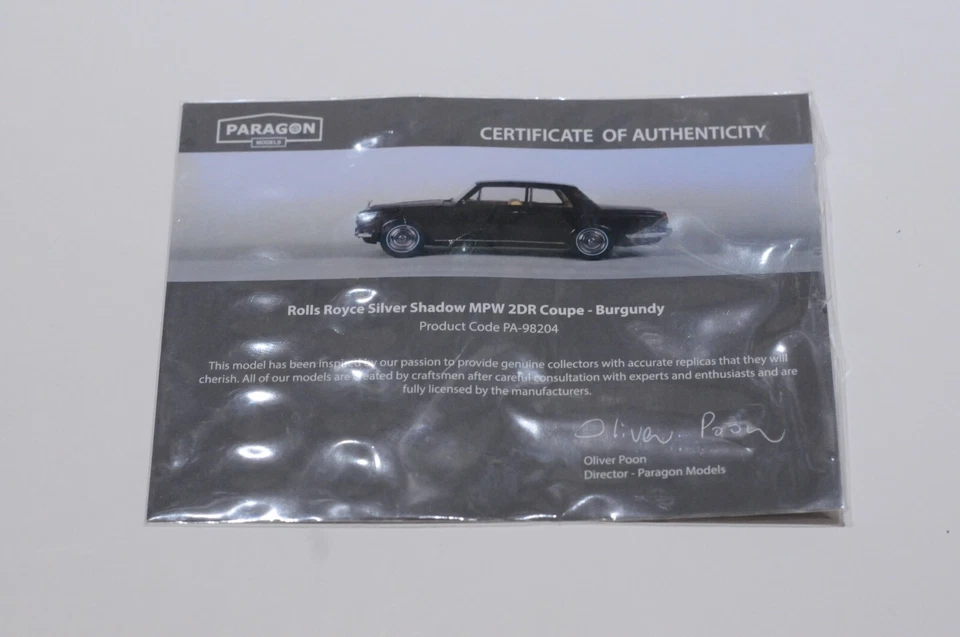 PARAGON
MODELS
CERTIFICATE OF AUTHENTICITY
Rolls Royce Silver Shadow MPW 2DR Coupe - Burgundy
Product Code PA-98204
This model has been inspired by our passion to provide genuine collectors with accurate replicas that they will
cherish. All of our models are created by craftsmen after careful consultation with experts and enthusiasts and are
fully licensed by the manufacturers.
Oliver. Poon
Oliver Poon
Director - Paragon Models